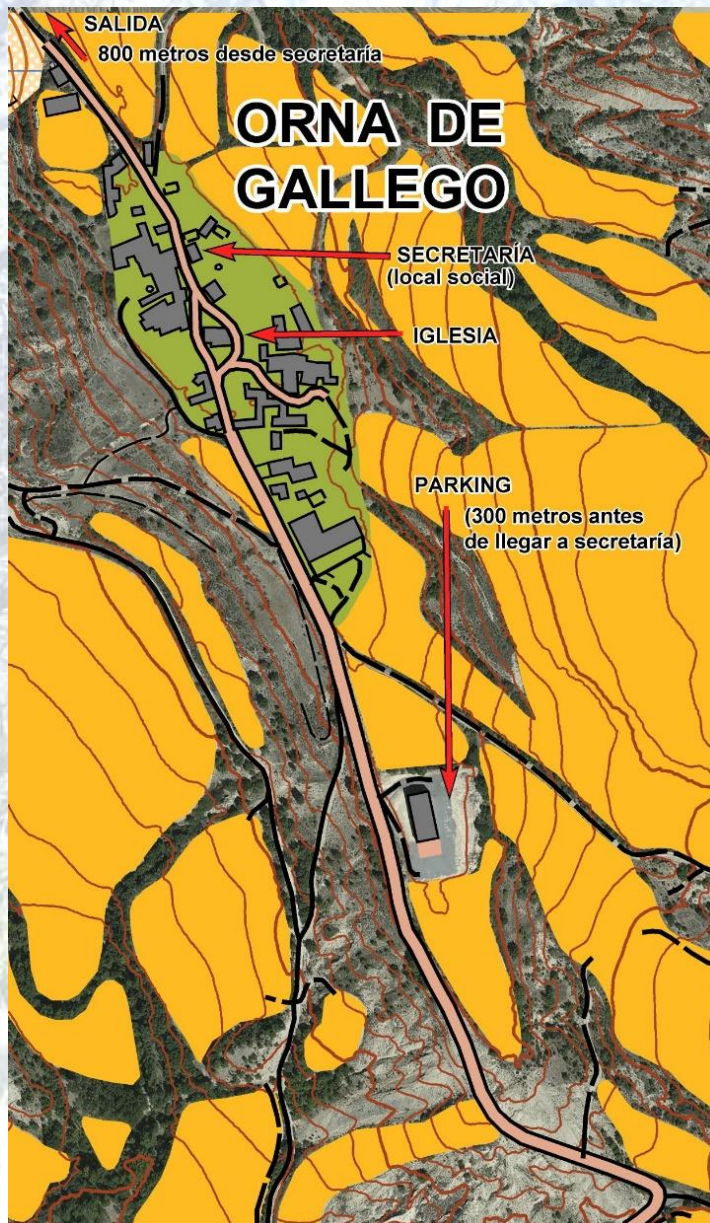 SALIDA
800 metros desde secretaría
ORNA DE
GALLEGO
SECRETARÍA
(local social)
IGLESIA
PARKING
(300 metros antes
de llegar a secretaría)